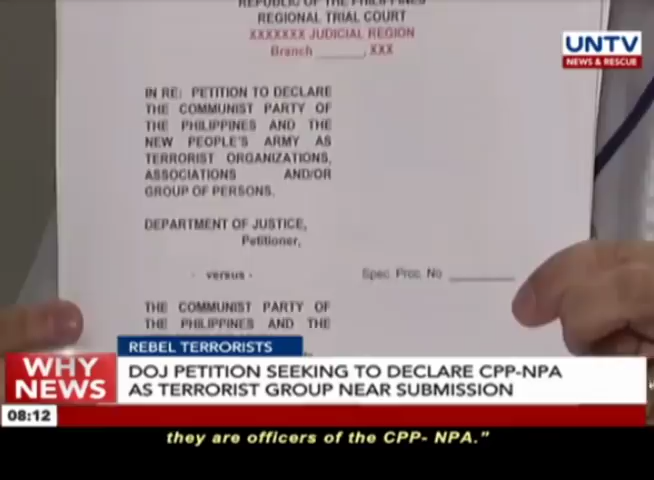 REPUBLIC OF THE PHILIPPINES
REGIONAL TRIAL COURT
XXXXXXX JUDICIAL REGION
Branch ______, XXX
UNTV
NEWS & RESCUE
IN RE: PETITION TO DECLARE
THE COMMUNIST PARTY OF
THE PHILIPPINES AND THE
NEW PEOPLE'S ARMY AS
TERRORIST ORGANIZATIONS,
ASSOCIATIONS AND/OR
GROUP OF PERSONS.
DEPARTMENT OF JUSTICE,
Petitioner,
- versus -
Spec. Proc. No ________
THE COMMUNIST PARTY OF
THE PHILIPPINES AND THE
REBEL TERRORISTS
WHY
NEWS
DOJ PETITION SEEKING TO DECLARE CPP-NPA
AS TERRORIST GROUP NEAR SUBMISSION
08:12
they are officers of the CPP- NPA."